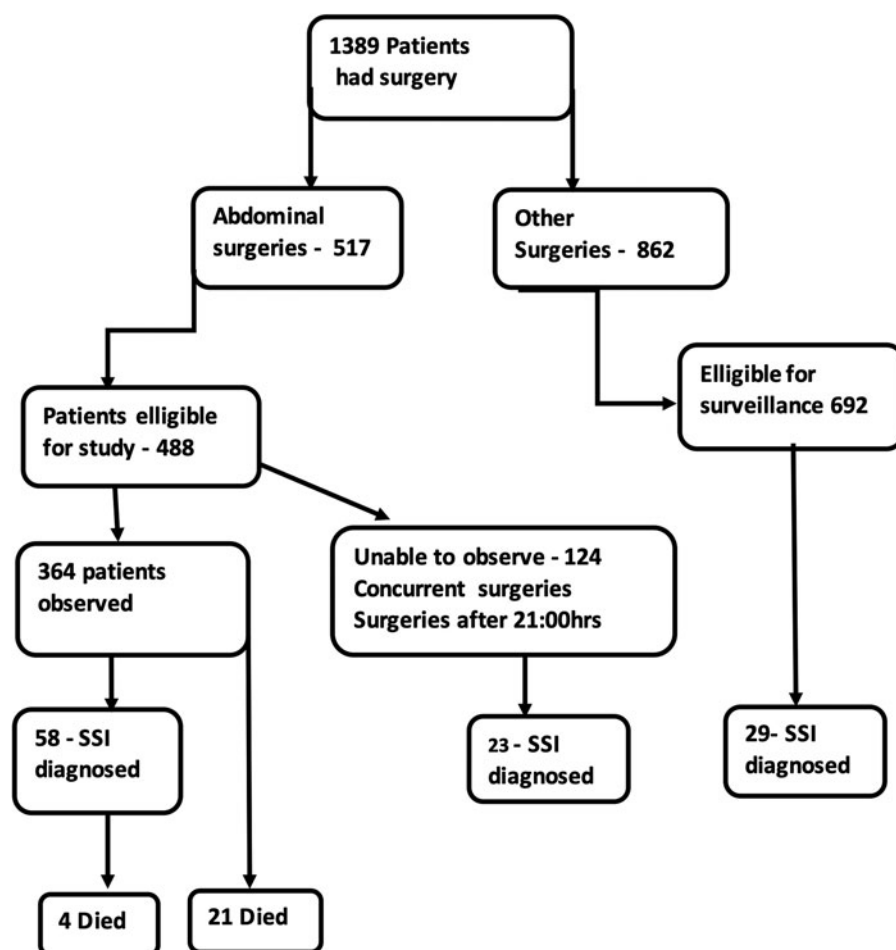 1389 Patients
had surgery
Abdominal
surgeries - 517
Other
Surgeries - 862
Elligible for
surveillance 692
Patients elligible
for study - 488
364 patients
observed
Unable to observe - 124
Concurrent surgeries
Surgeries after 21:00hrs
58 - SSI
diagnosed
23 - SSI
diagnosed
29- SSI
diagnosed
4 Died
21 Died